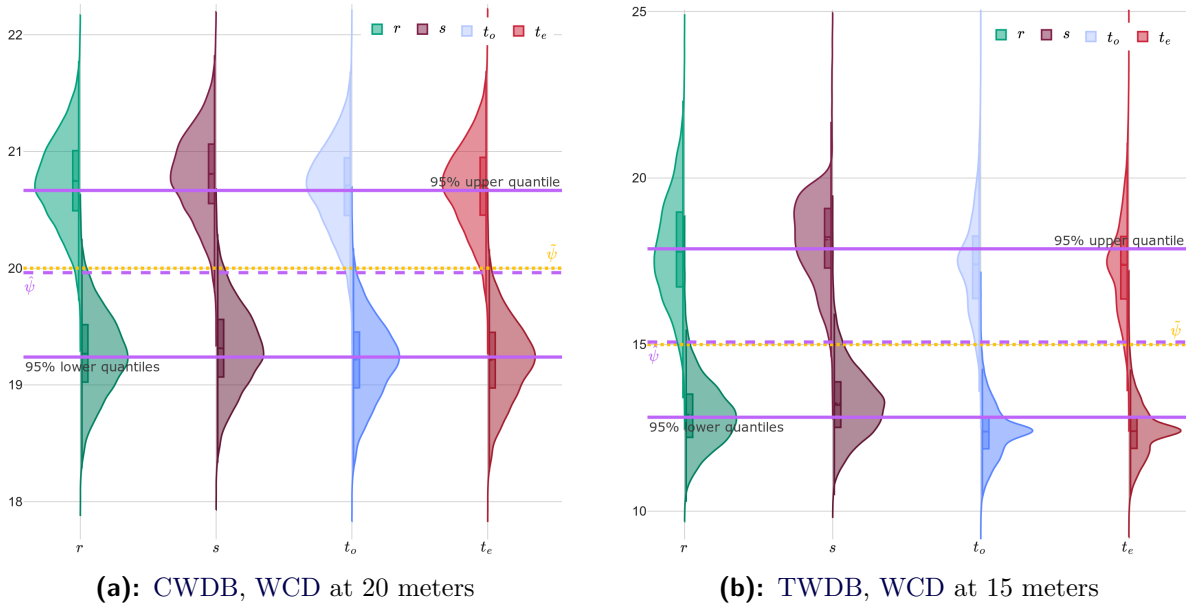 22
21
20
19
18
r s t_o t_e
95% upper quantile
ψ̄
ψ̂
95% lower quantiles
r s t_o t_e
(a): CWDB, WCD at 20 meters
25
20
15
10
r s t_o t_e
95% upper quantile
ψ̄
ψ̂
95% lower quantiles
r s t_o t_e
(b): TWDB, WCD at 15 meters